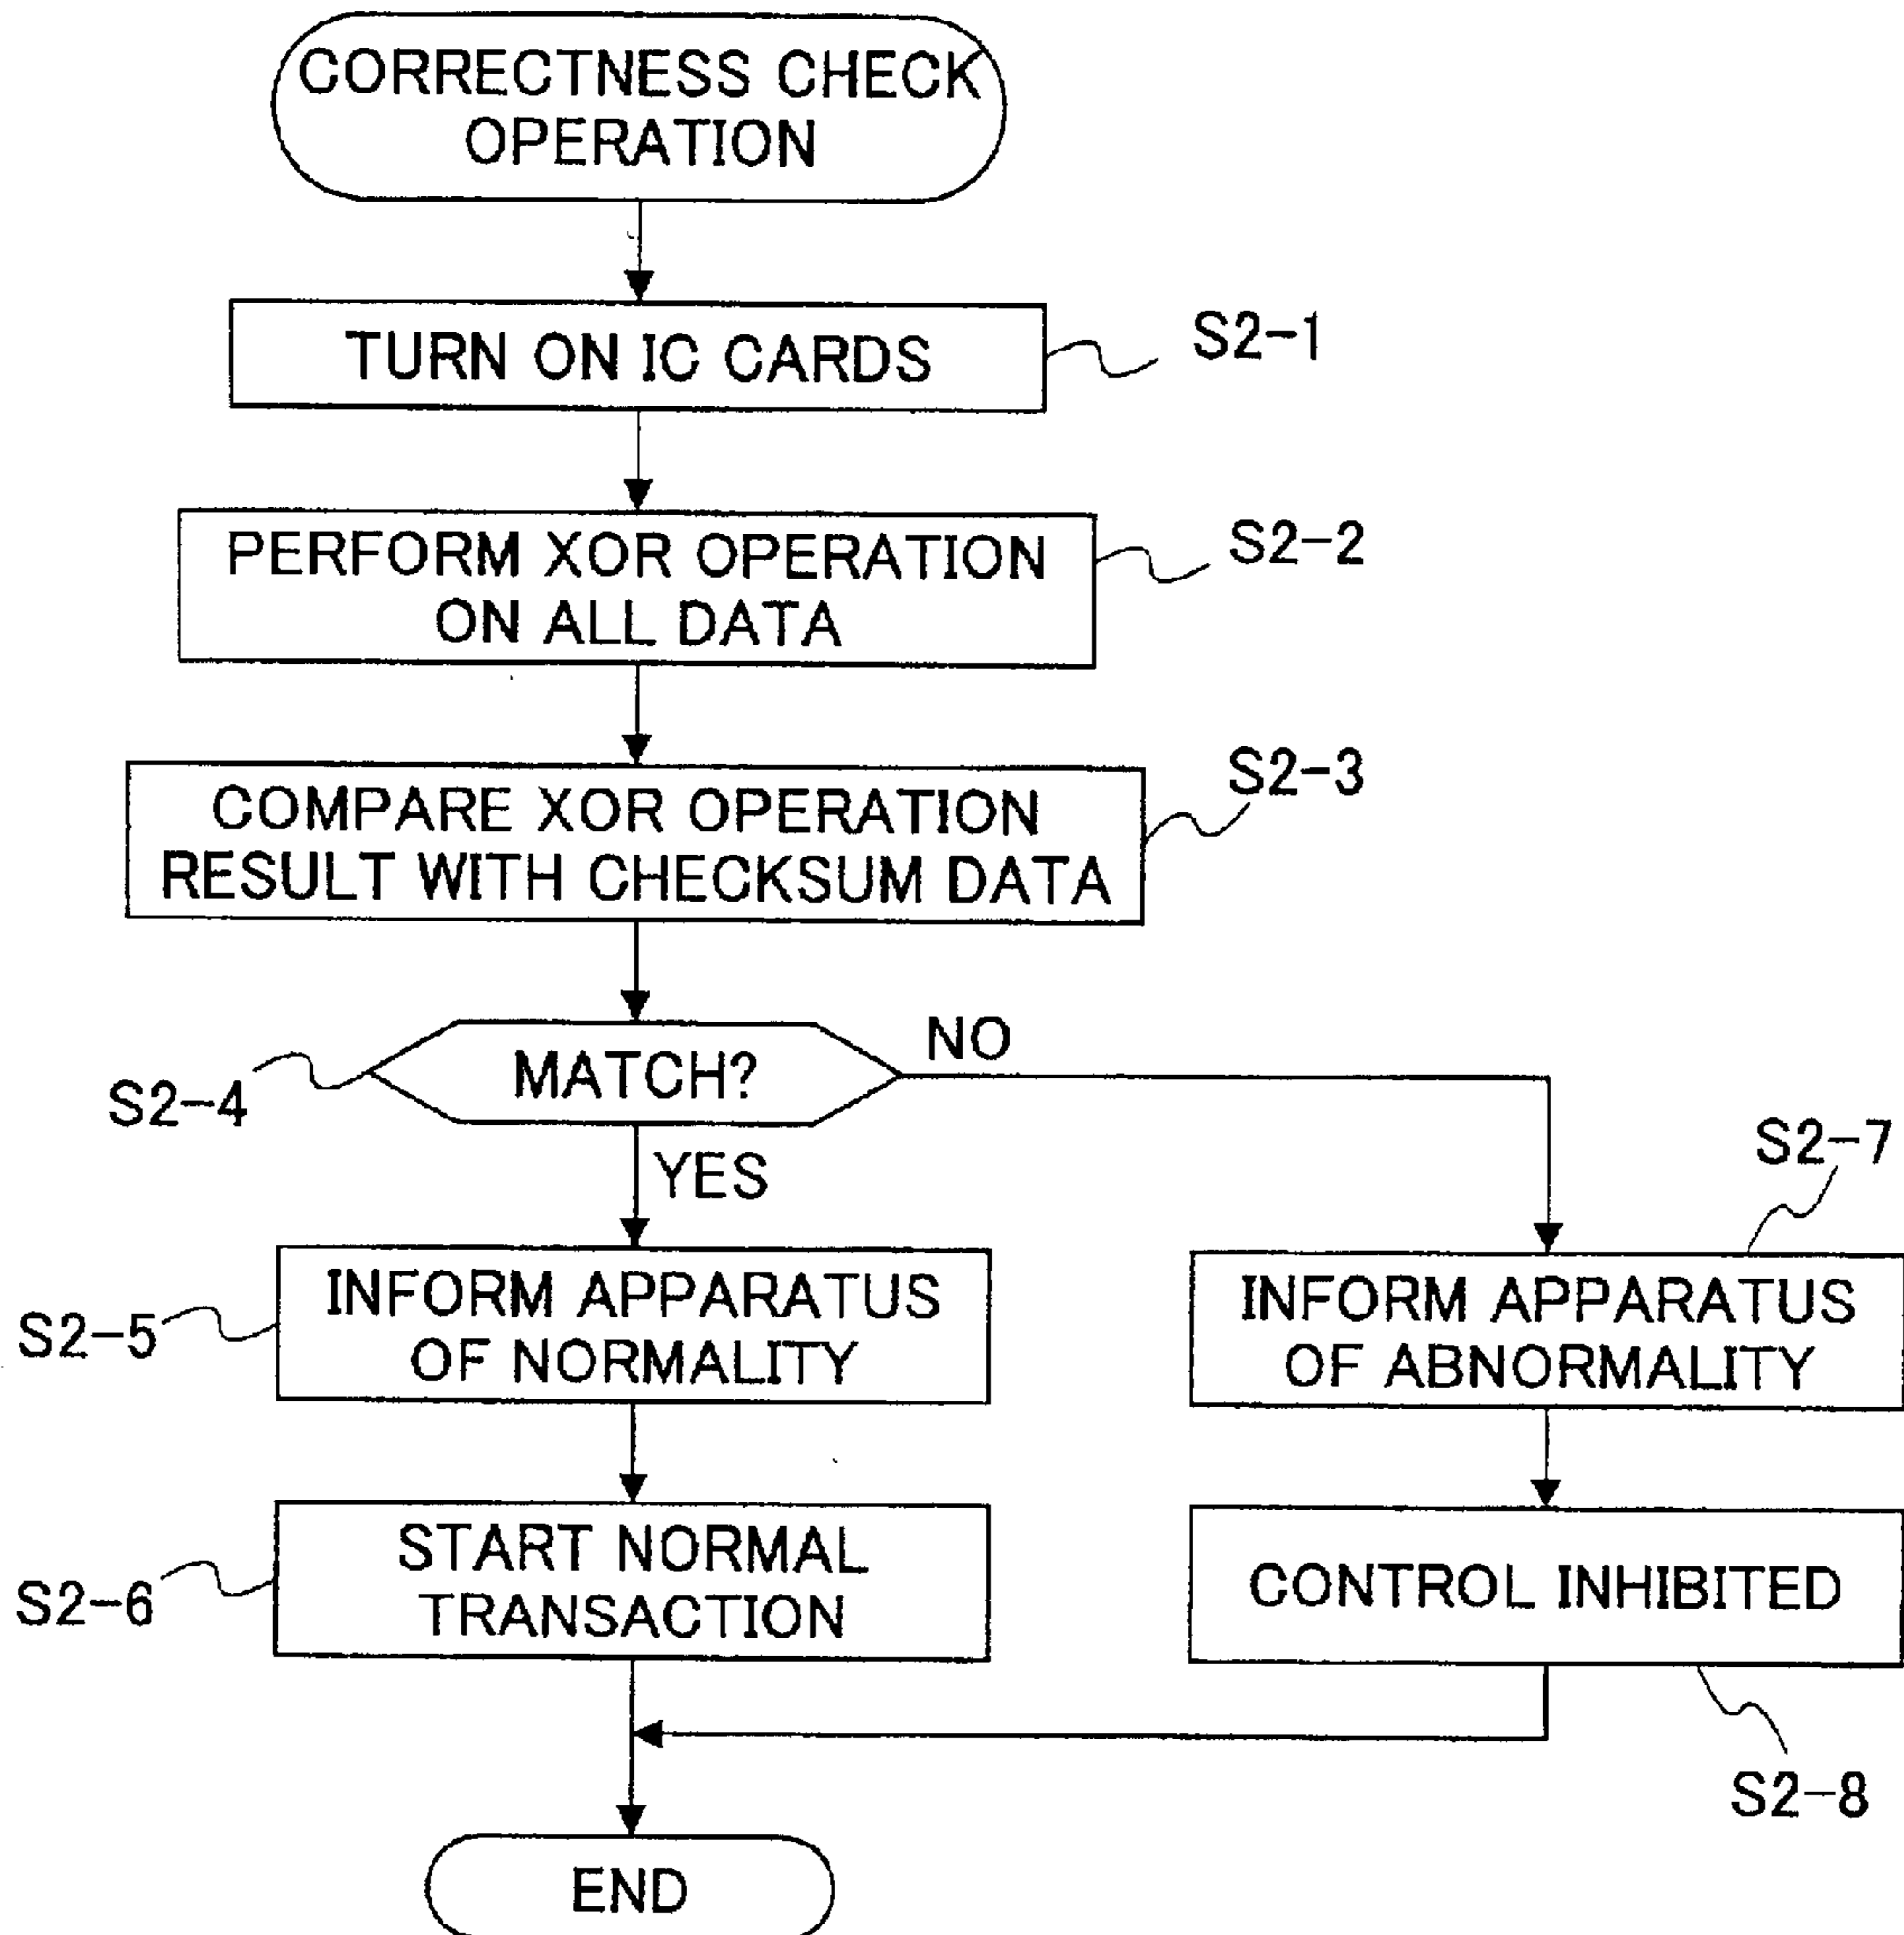 CORRECTNESS CHECK
OPERATION
TURN ON IC CARDS
S2-1
PERFORM XOR OPERATION
ON ALL DATA
S2-2
COMPARE XOR OPERATION
RESULT WITH CHECKSUM DATA
S2-3
MATCH?
NO
S2-4
YES
S2-7
INFORM APPARATUS
OF NORMALITY
S2-5
INFORM APPARATUS
OF ABNORMALITY
START NORMAL
TRANSACTION
S2-6
CONTROL INHIBITED
S2-8
END